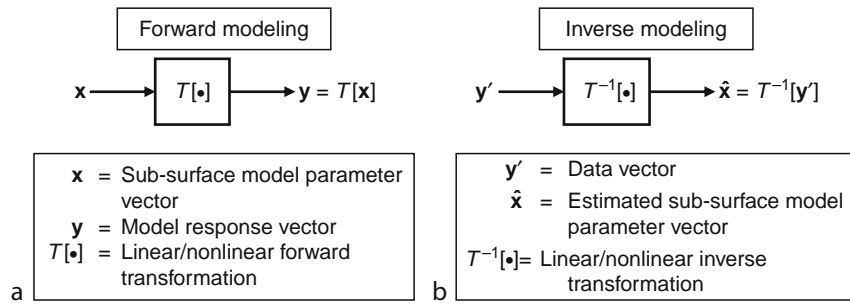 Forward modeling
x
T[•]
y = T[x]
x = Sub-surface model parameter
vector
y = Model response vector
T[•] = Linear/nonlinear forward
transformation
a
Inverse modeling
y′
T⁻¹[•]
x̂ = T⁻¹[y′]
y′ = Data vector
x̂ = Estimated sub-surface model
parameter vector
T⁻¹[•]= Linear/nonlinear inverse
transformation
b